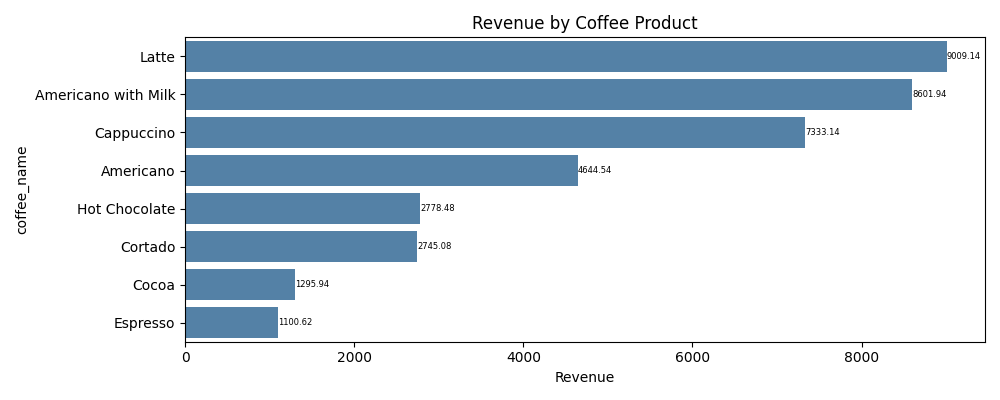 Revenue by Coffee Product
coffee_name
Latte 9009.14
Americano with Milk 8601.94
Cappuccino 7333.14
Americano 4644.54
Hot Chocolate 2778.48
Cortado 2745.08
Cocoa 1295.94
Espresso 1100.62
0 2000 4000 6000 8000
Revenue